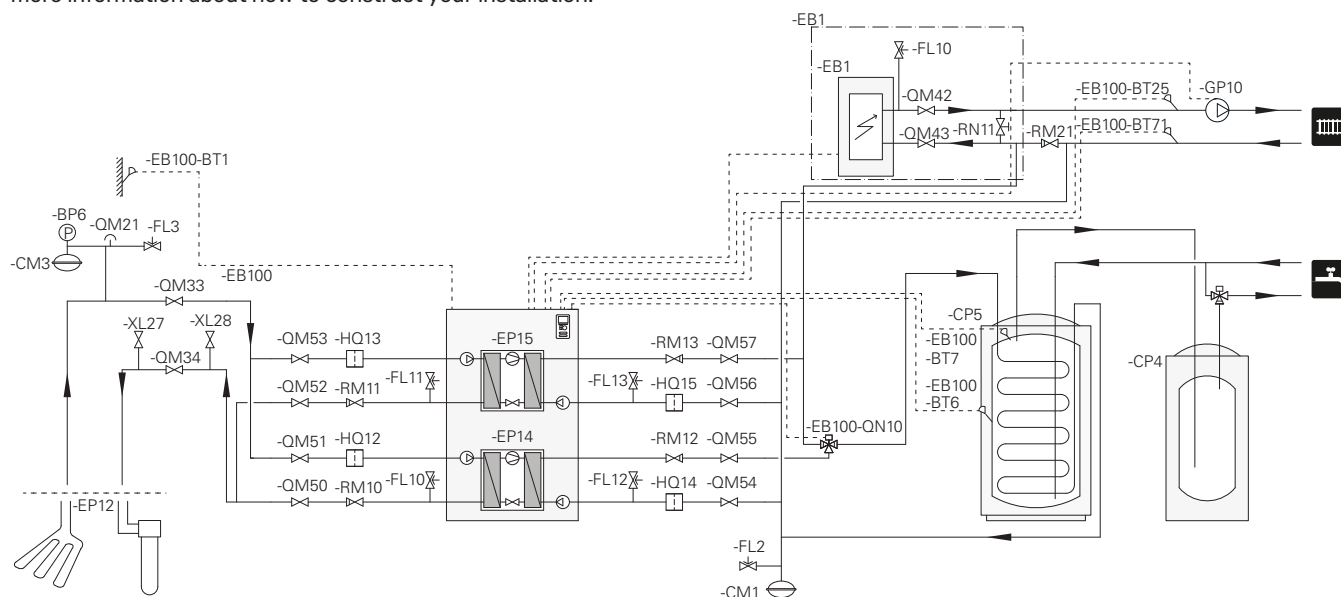 more information about how to construct your installation.
-EB1
-FL10
-EB1
-QM42
-EB100-BT25
-GP10
-QM43
-RN11
-RM21
-EB100-BT71
-EB100-BT1
-BP6
-QM21
-FL3
P
-CM3
-EB100
-QM33
-XL27
-XL28
-QM34
-QM53
-HQ13
-EP15
-RM13
-QM57
-CP5
-EB100
-BT7
-CP4
-QM52
-RM11
-FL11
-FL13
-HQ15
-QM56
-EB100
-BT6
-EB100-QN10
-QM51
-HQ12
-EP14
-RM12
-QM55
-QM50
-RM10
-FL10
-FL12
-HQ14
-QM54
-EP12
-FL2
-CM1